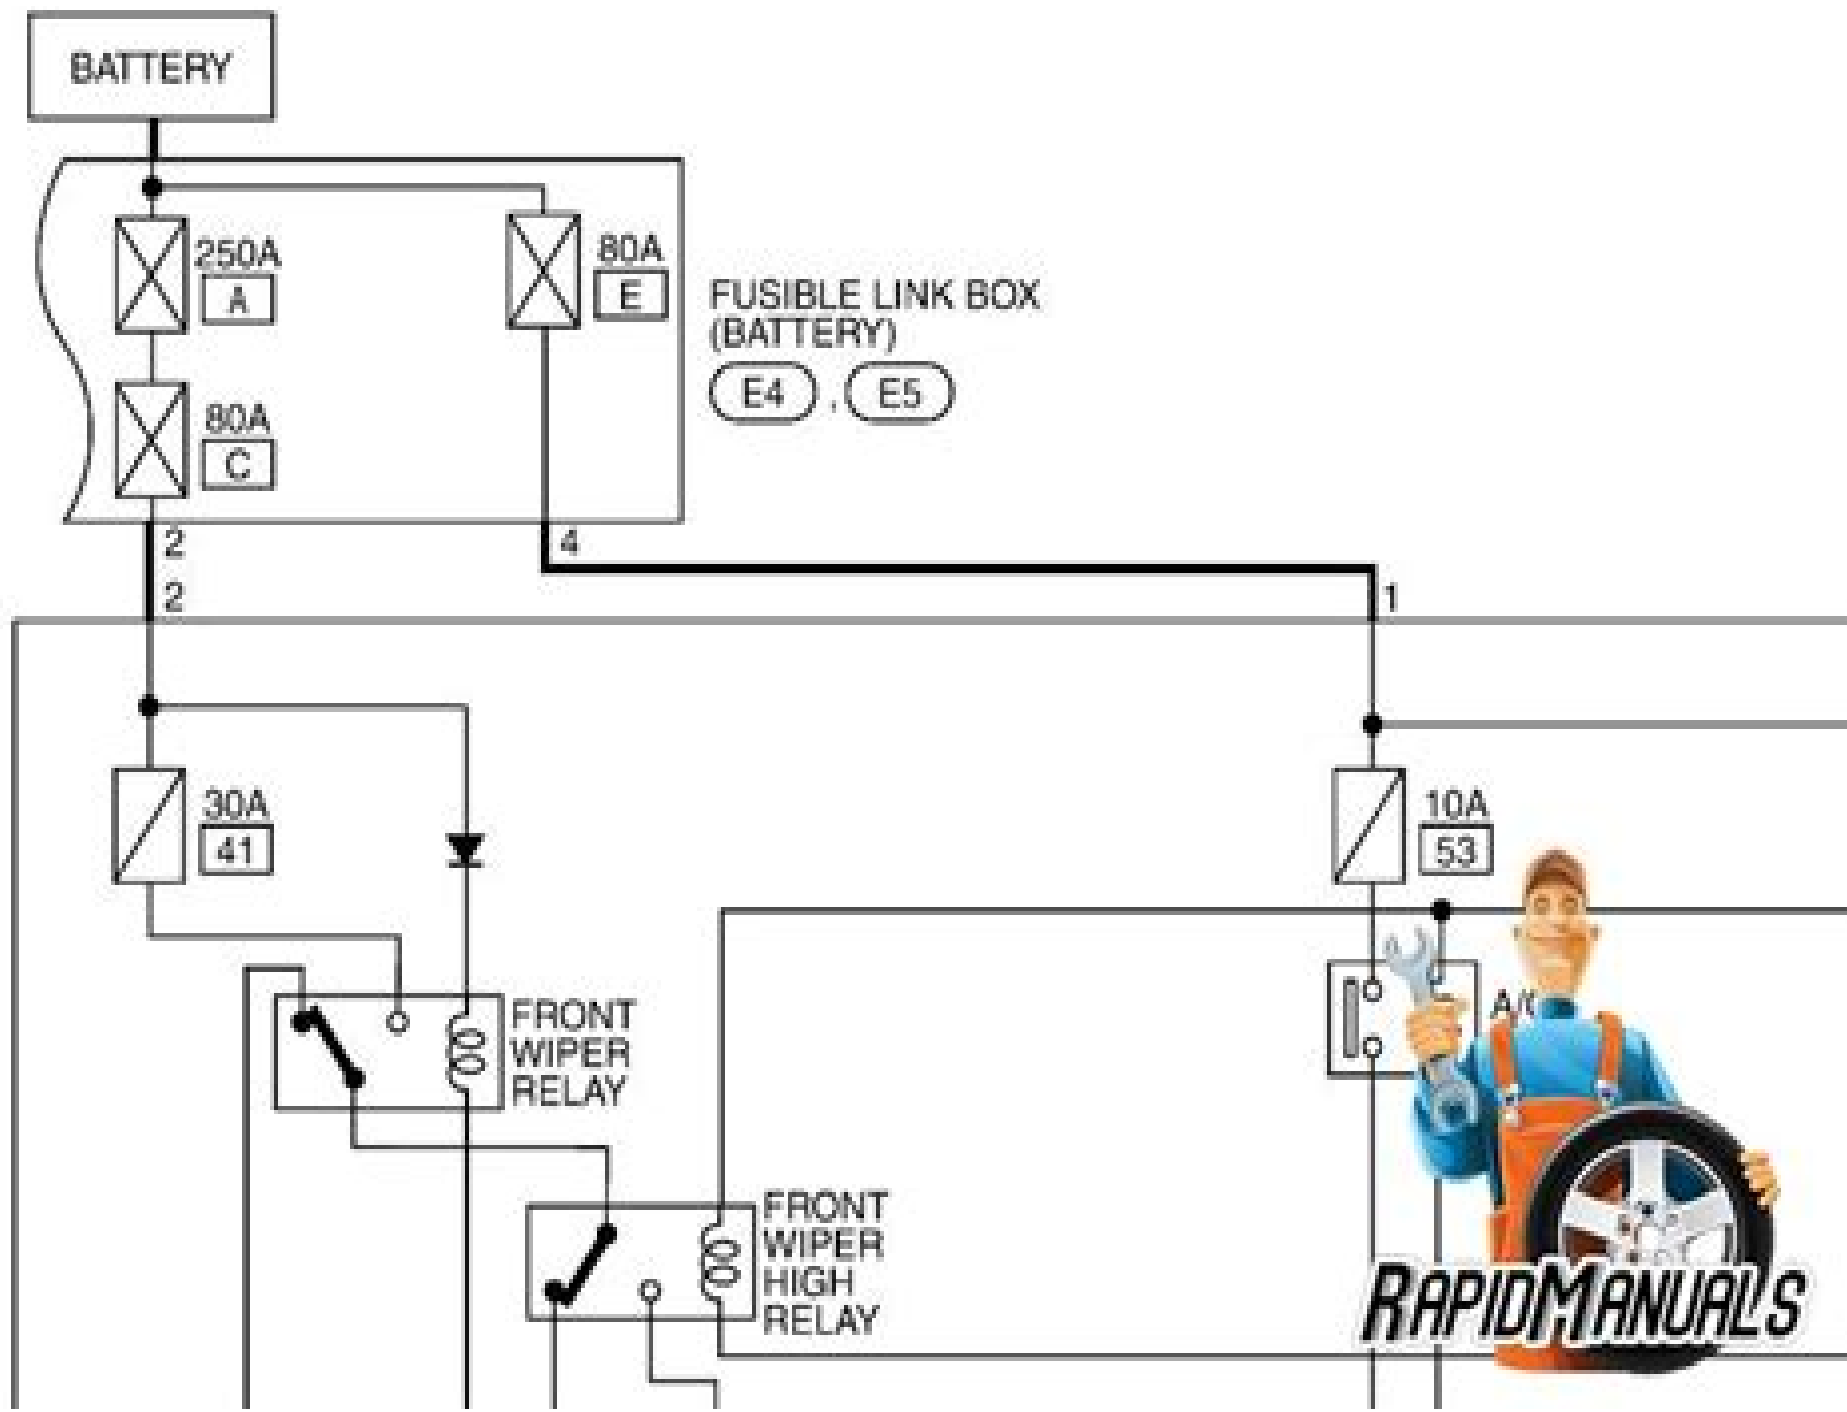 BATTERY
250A
A
80A
E
FUSIBLE LINK BOX
(BATTERY)
E4 , E5
80A
C
2
4
2
1
30A
41
10A
53
FRONT
WIPER
RELAY
FRONT
WIPER
HIGH
RELAY
RAPIDMANUALS